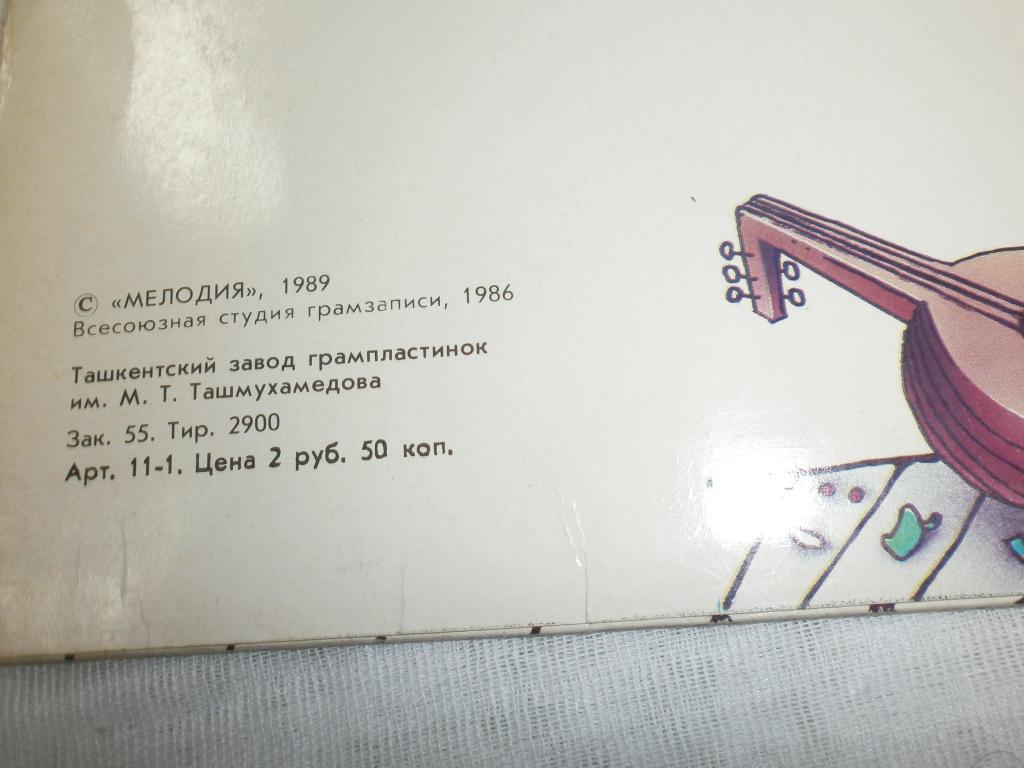 © «МЕЛОДИЯ», 1989
Всесоюзная студия грамзаписи, 1986
Ташкентский завод грампластинок
им. М. Т. Ташмухамедова
Зак. 55. Тир. 2900
Арт. 11-1. Цена 2 руб. 50 коп.